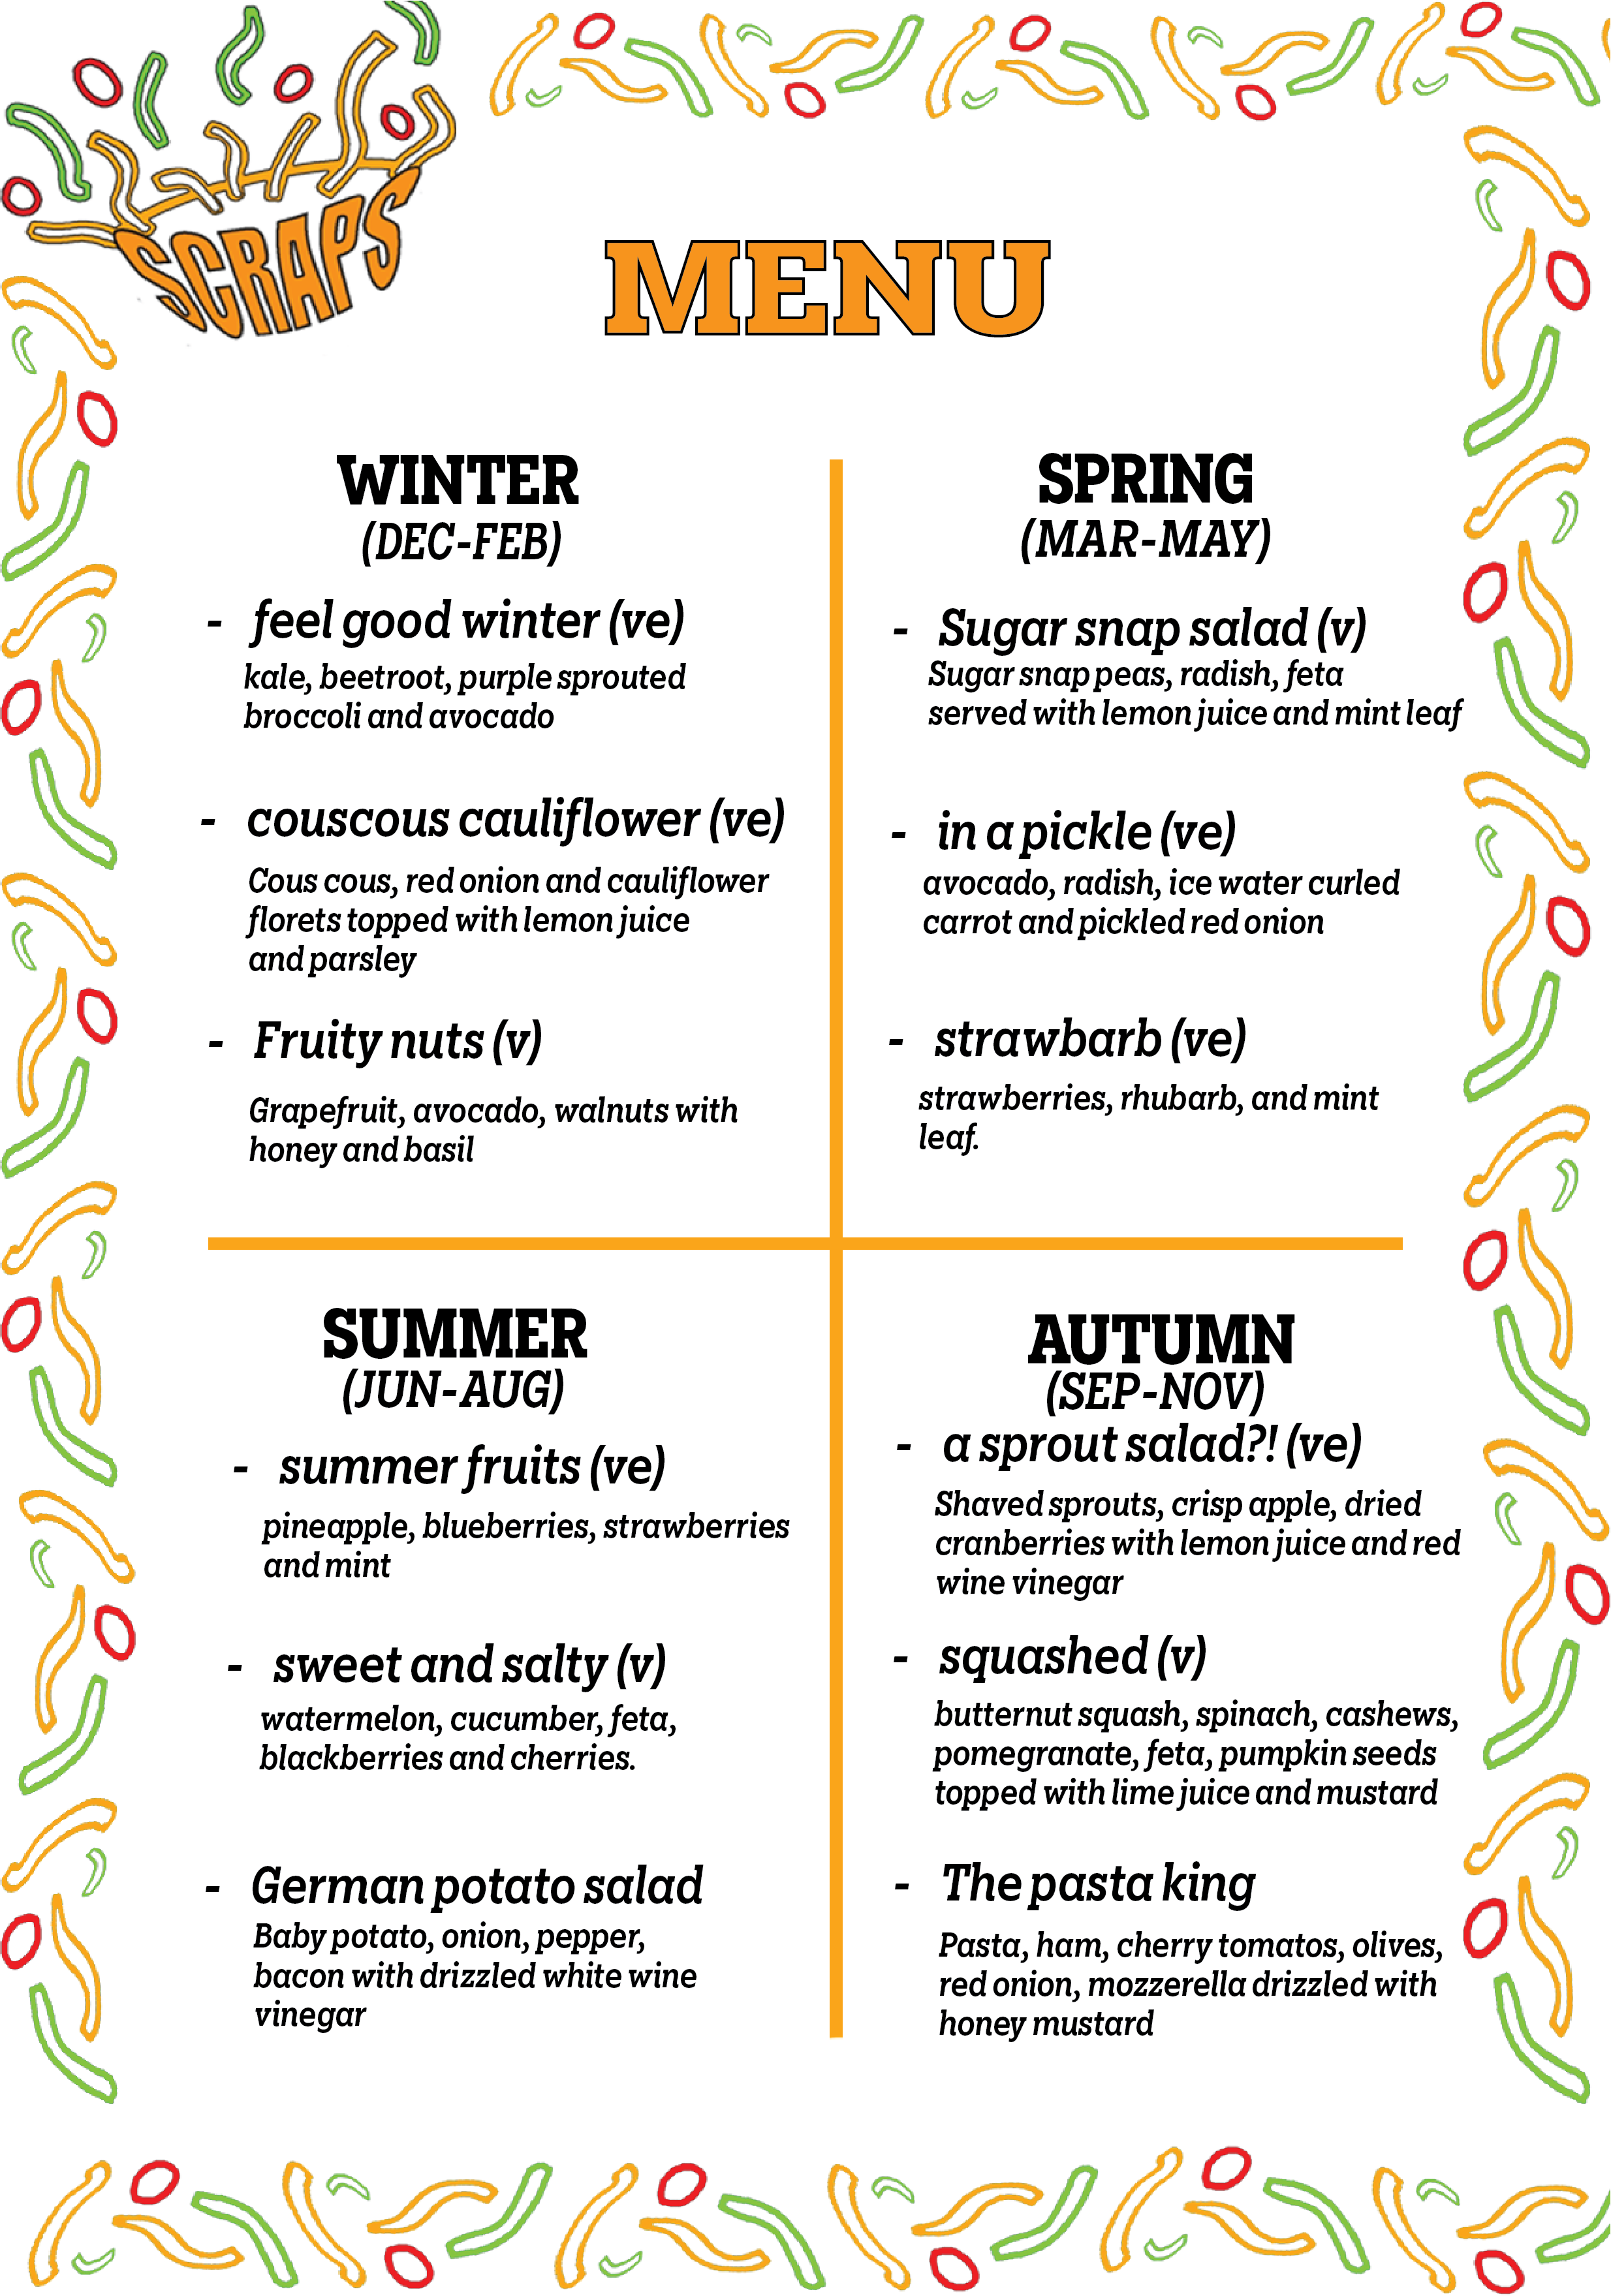 SCRAPS
MENU
WINTER
(DEC-FEB)
- feel good winter (ve)
kale, beetroot, purple sprouted
broccoli and avocado
- couscous cauliflower (ve)
Cous cous, red onion and cauliflower
florets topped with lemon juice
and parsley
- Fruity nuts (v)
Grapefruit, avocado, walnuts with
honey and basil
SPRING
(MAR-MAY)
- Sugar snap salad (v)
Sugar snap peas, radish, feta
served with lemon juice and mint leaf
- in a pickle (ve)
avocado, radish, ice water curled
carrot and pickled red onion
- strawbarb (ve)
strawberries, rhubarb, and mint
leaf.
SUMMER
(JUN-AUG)
- summer fruits (ve)
pineapple, blueberries, strawberries
and mint
- sweet and salty (v)
watermelon, cucumber, feta,
blackberries and cherries.
- German potato salad
Baby potato, onion, pepper,
bacon with drizzled white wine
vinegar
AUTUMN
(SEP-NOV)
- a sprout salad?! (ve)
Shaved sprouts, crisp apple, dried
cranberries with lemon juice and red
wine vinegar
- squashed (v)
butternut squash, spinach, cashews,
pomegranate, feta, pumpkin seeds
topped with lime juice and mustard
- The pasta king
Pasta, ham, cherry tomatos, olives,
red onion, mozzerella drizzled with
honey mustard